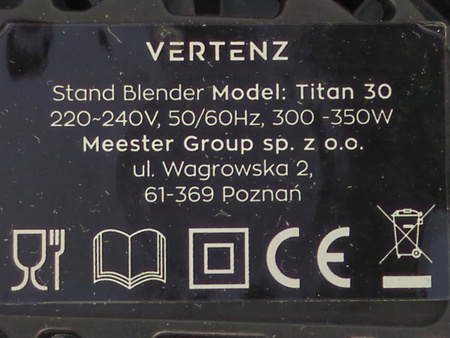 VERTENZ
Stand Blender Model: Titan 30
220~240V, 50/60Hz, 300 -350W
Meester Group sp. z o.o.
ul. Wagrowska 2,
61-369 Poznań
CE